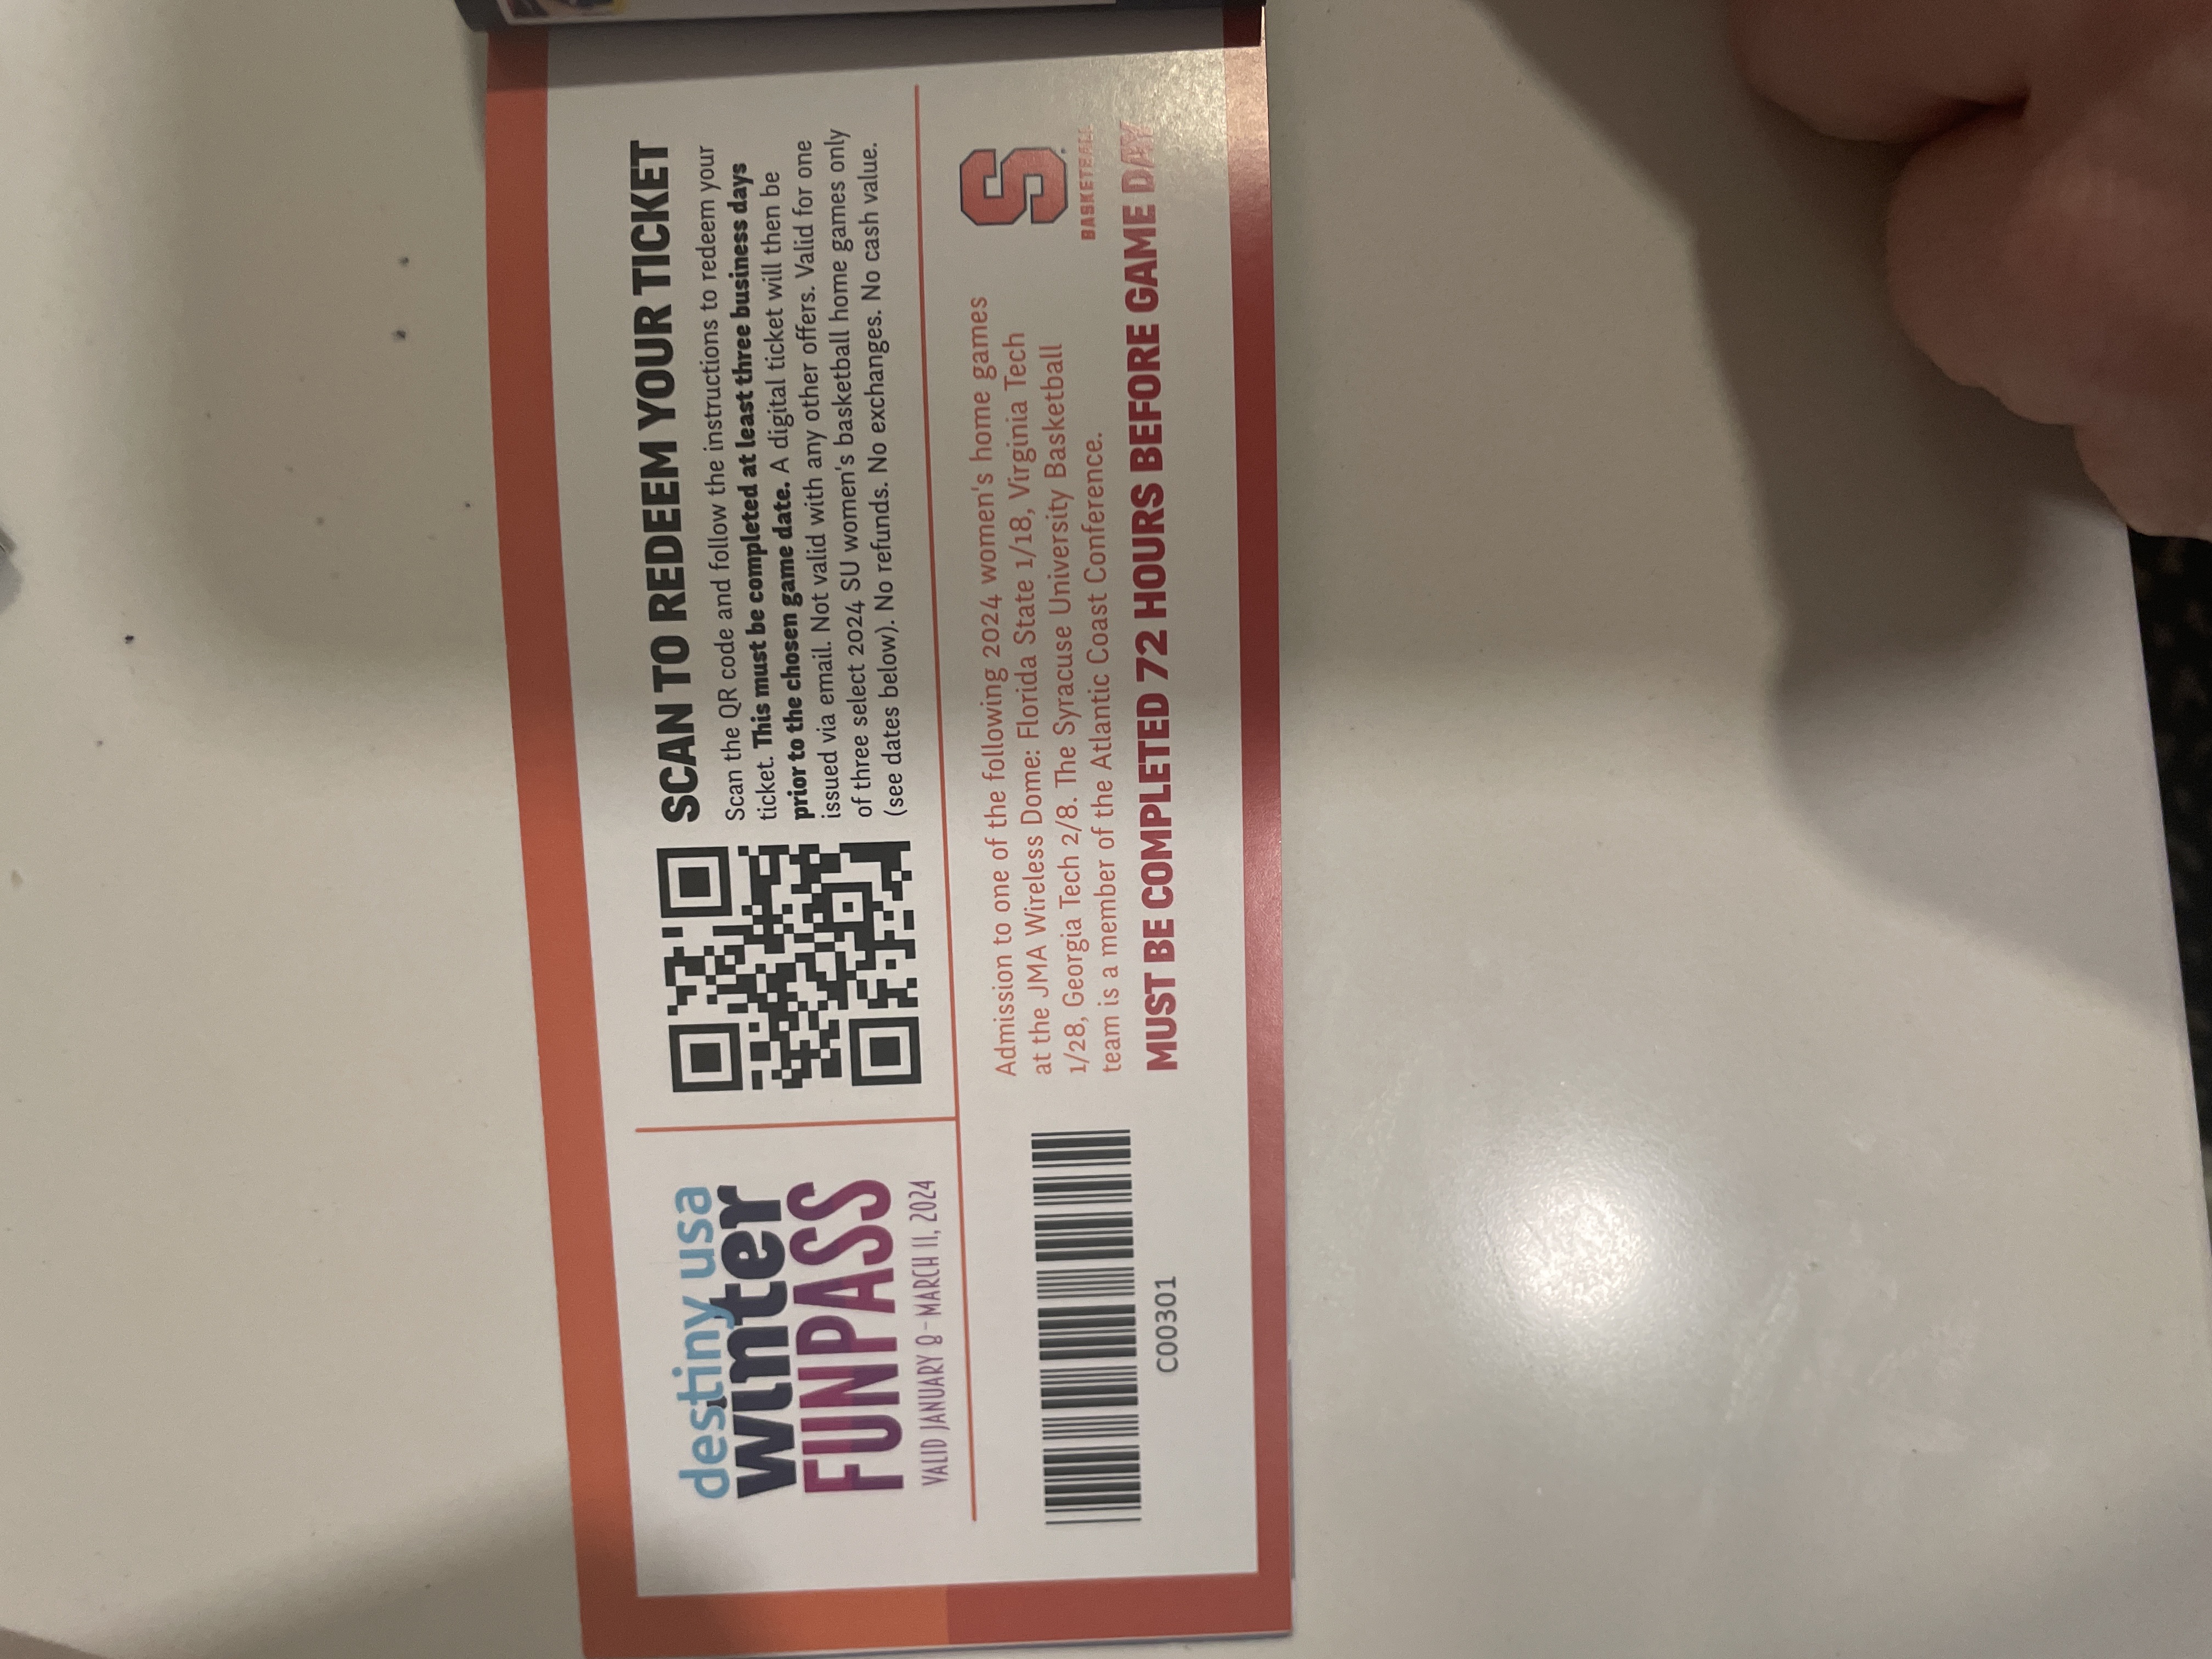 destiny usa
winter
FUNPASS
VALID JANUARY 8 - MARCH 11, 2024
SCAN TO REDEEM YOUR TICKET
Scan the QR code and follow the instructions to redeem your
ticket. This must be completed at least three business days
prior to the chosen game date. A digital ticket will then be
issued via email. Not valid with any other offers. Valid for one
of three select 2024 SU women's basketball home games only
(see dates below). No refunds. No exchanges. No cash value.
C00301
Admission to one of the following 2024 women's home games
at the JMA Wireless Dome: Florida State 1/18, Virginia Tech
1/28, Georgia Tech 2/8. The Syracuse University Basketball
team is a member of the Atlantic Coast Conference.
MUST BE COMPLETED 72 HOURS BEFORE GAME DAY
S
BASKETBALL